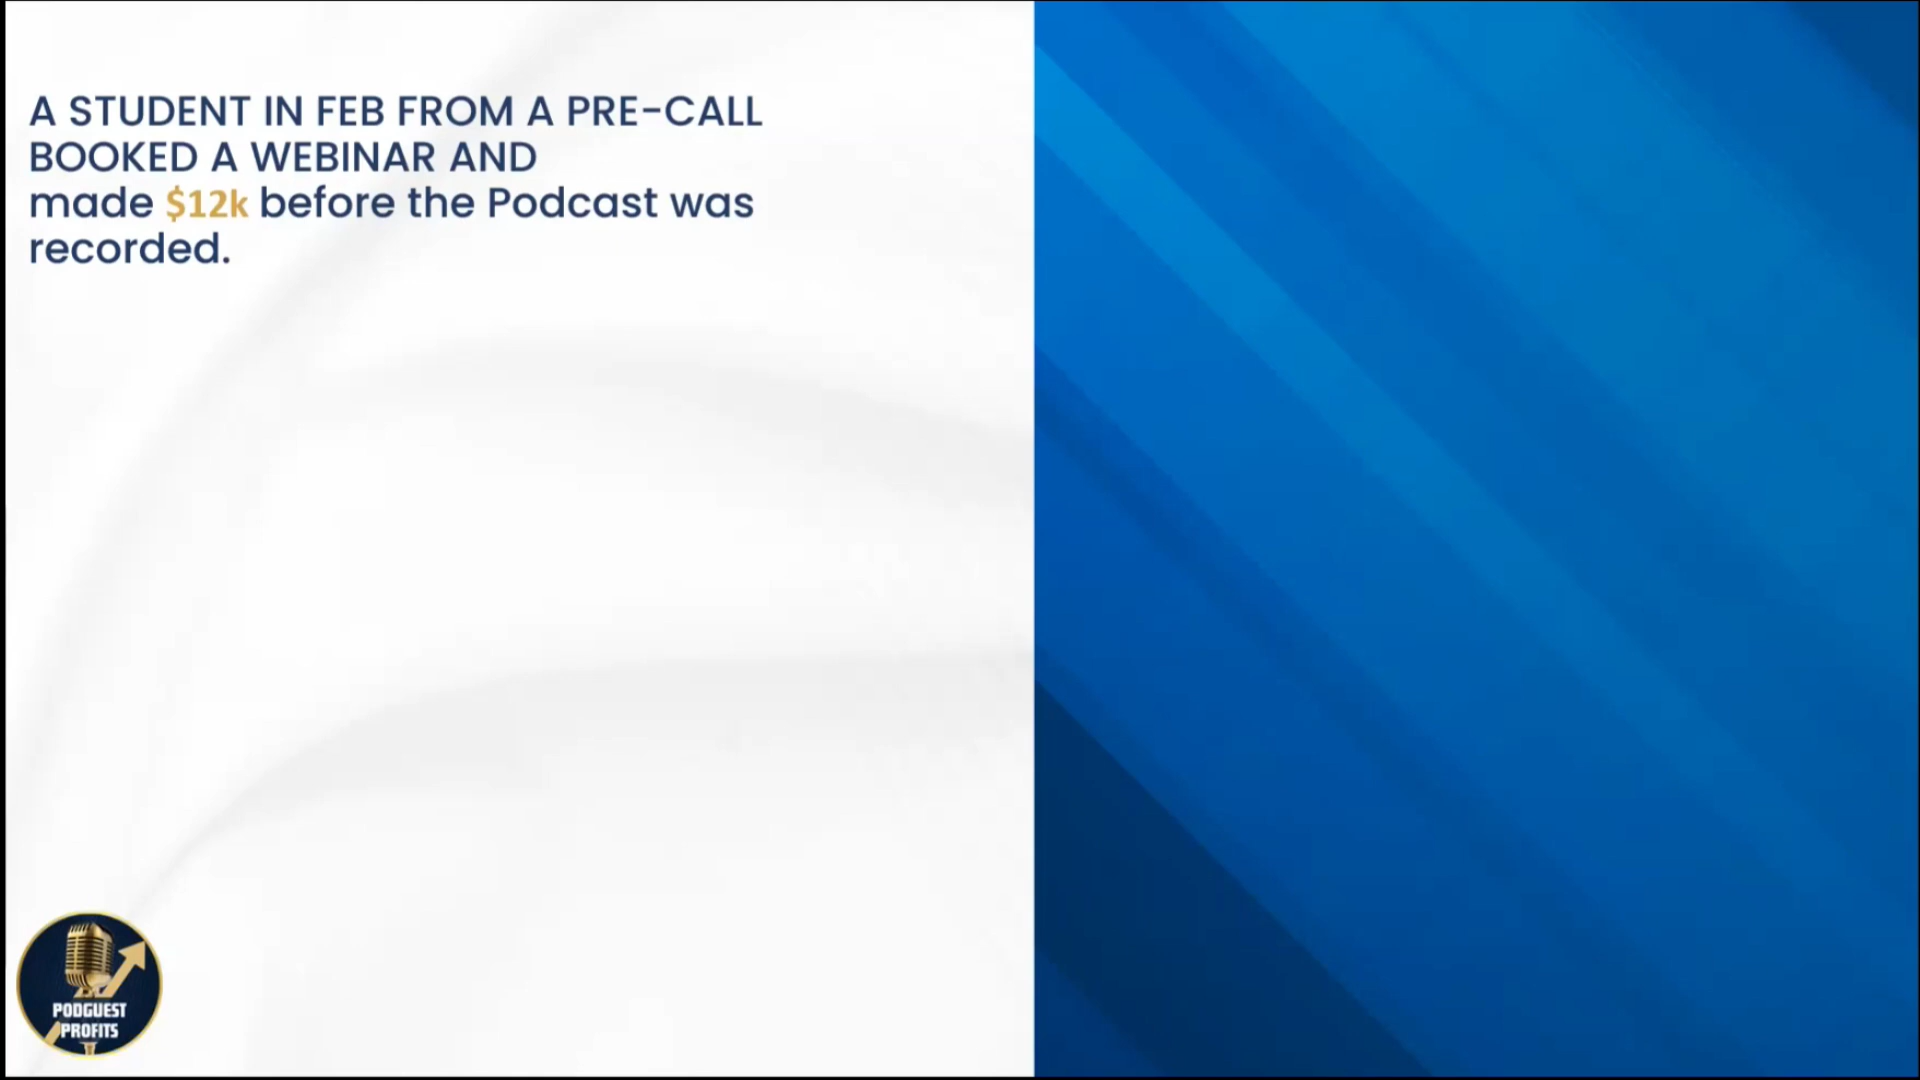 A STUDENT IN FEB FROM A PRE-CALL
BOOKED A WEBINAR AND
made $12k before the Podcast was
recorded.
PODGUEST
PROFITS